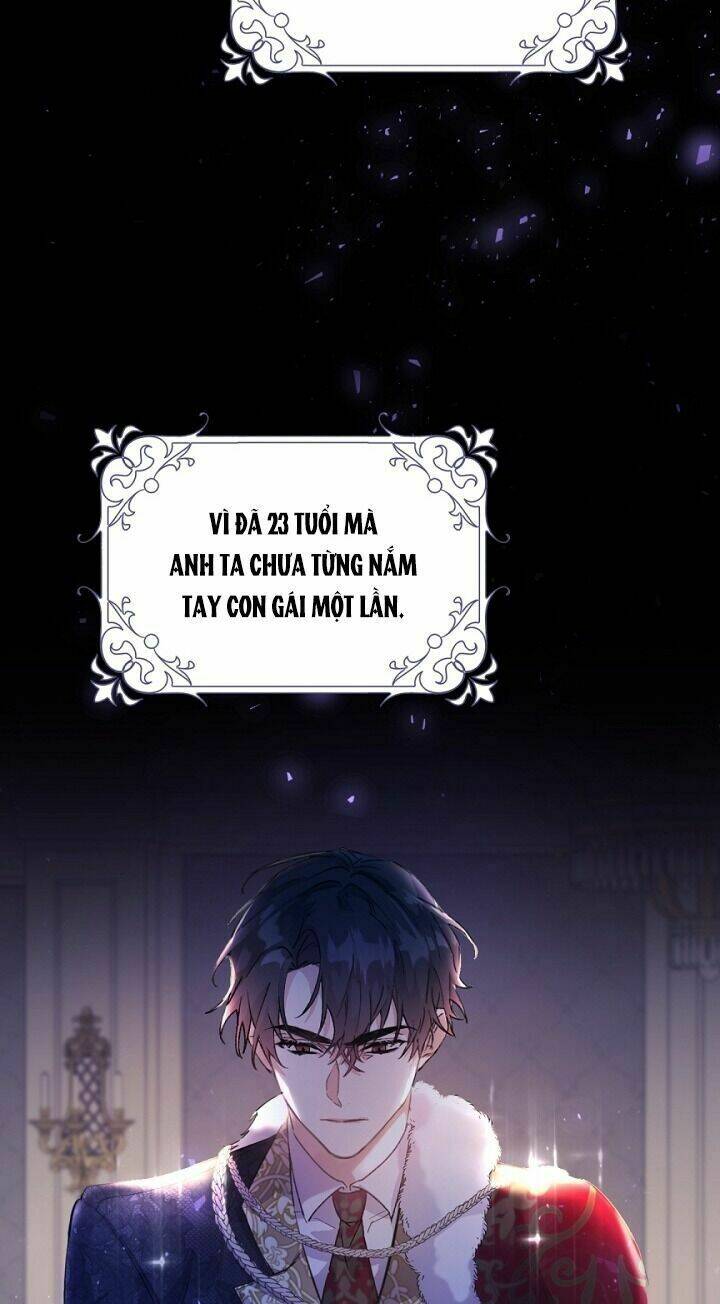 VÌ ĐÃ 23 TUỔI MÀ
ANH TA CHƯA TỪNG NẮM
TAY CON GÁI MỘT LẦN.